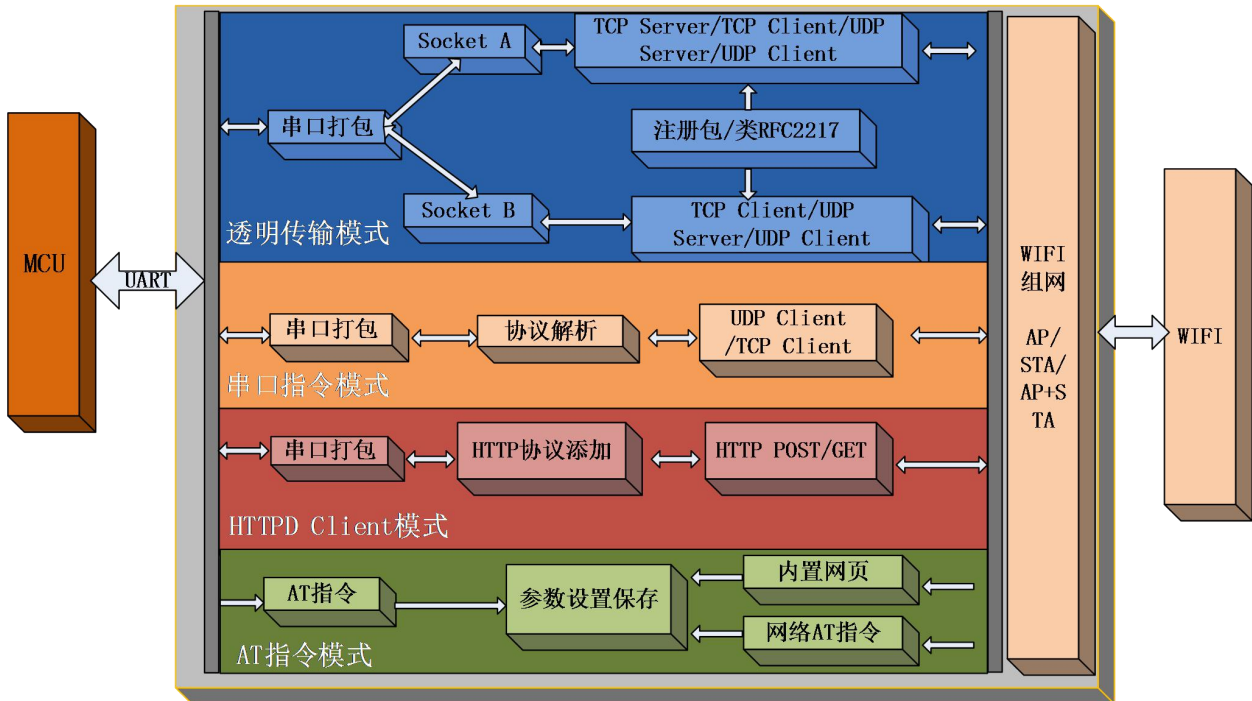 MCU
UART
Socket A
TCP Server/TCP Client/UDP
Server/UDP Client
串口打包
注册包/类RFC2217
Socket B
TCP Client/UDP
Server/UDP Client
透明传输模式
串口打包
协议解析
UDP Client
/TCP Client
串口指令模式
串口打包
HTTP协议添加
HTTP POST/GET
HTTPD Client模式
AT指令
参数设置保存
内置网页
网络AT指令
AT指令模式
WIFI
组网
AP/
STA/
AP+S
TA
WIFI